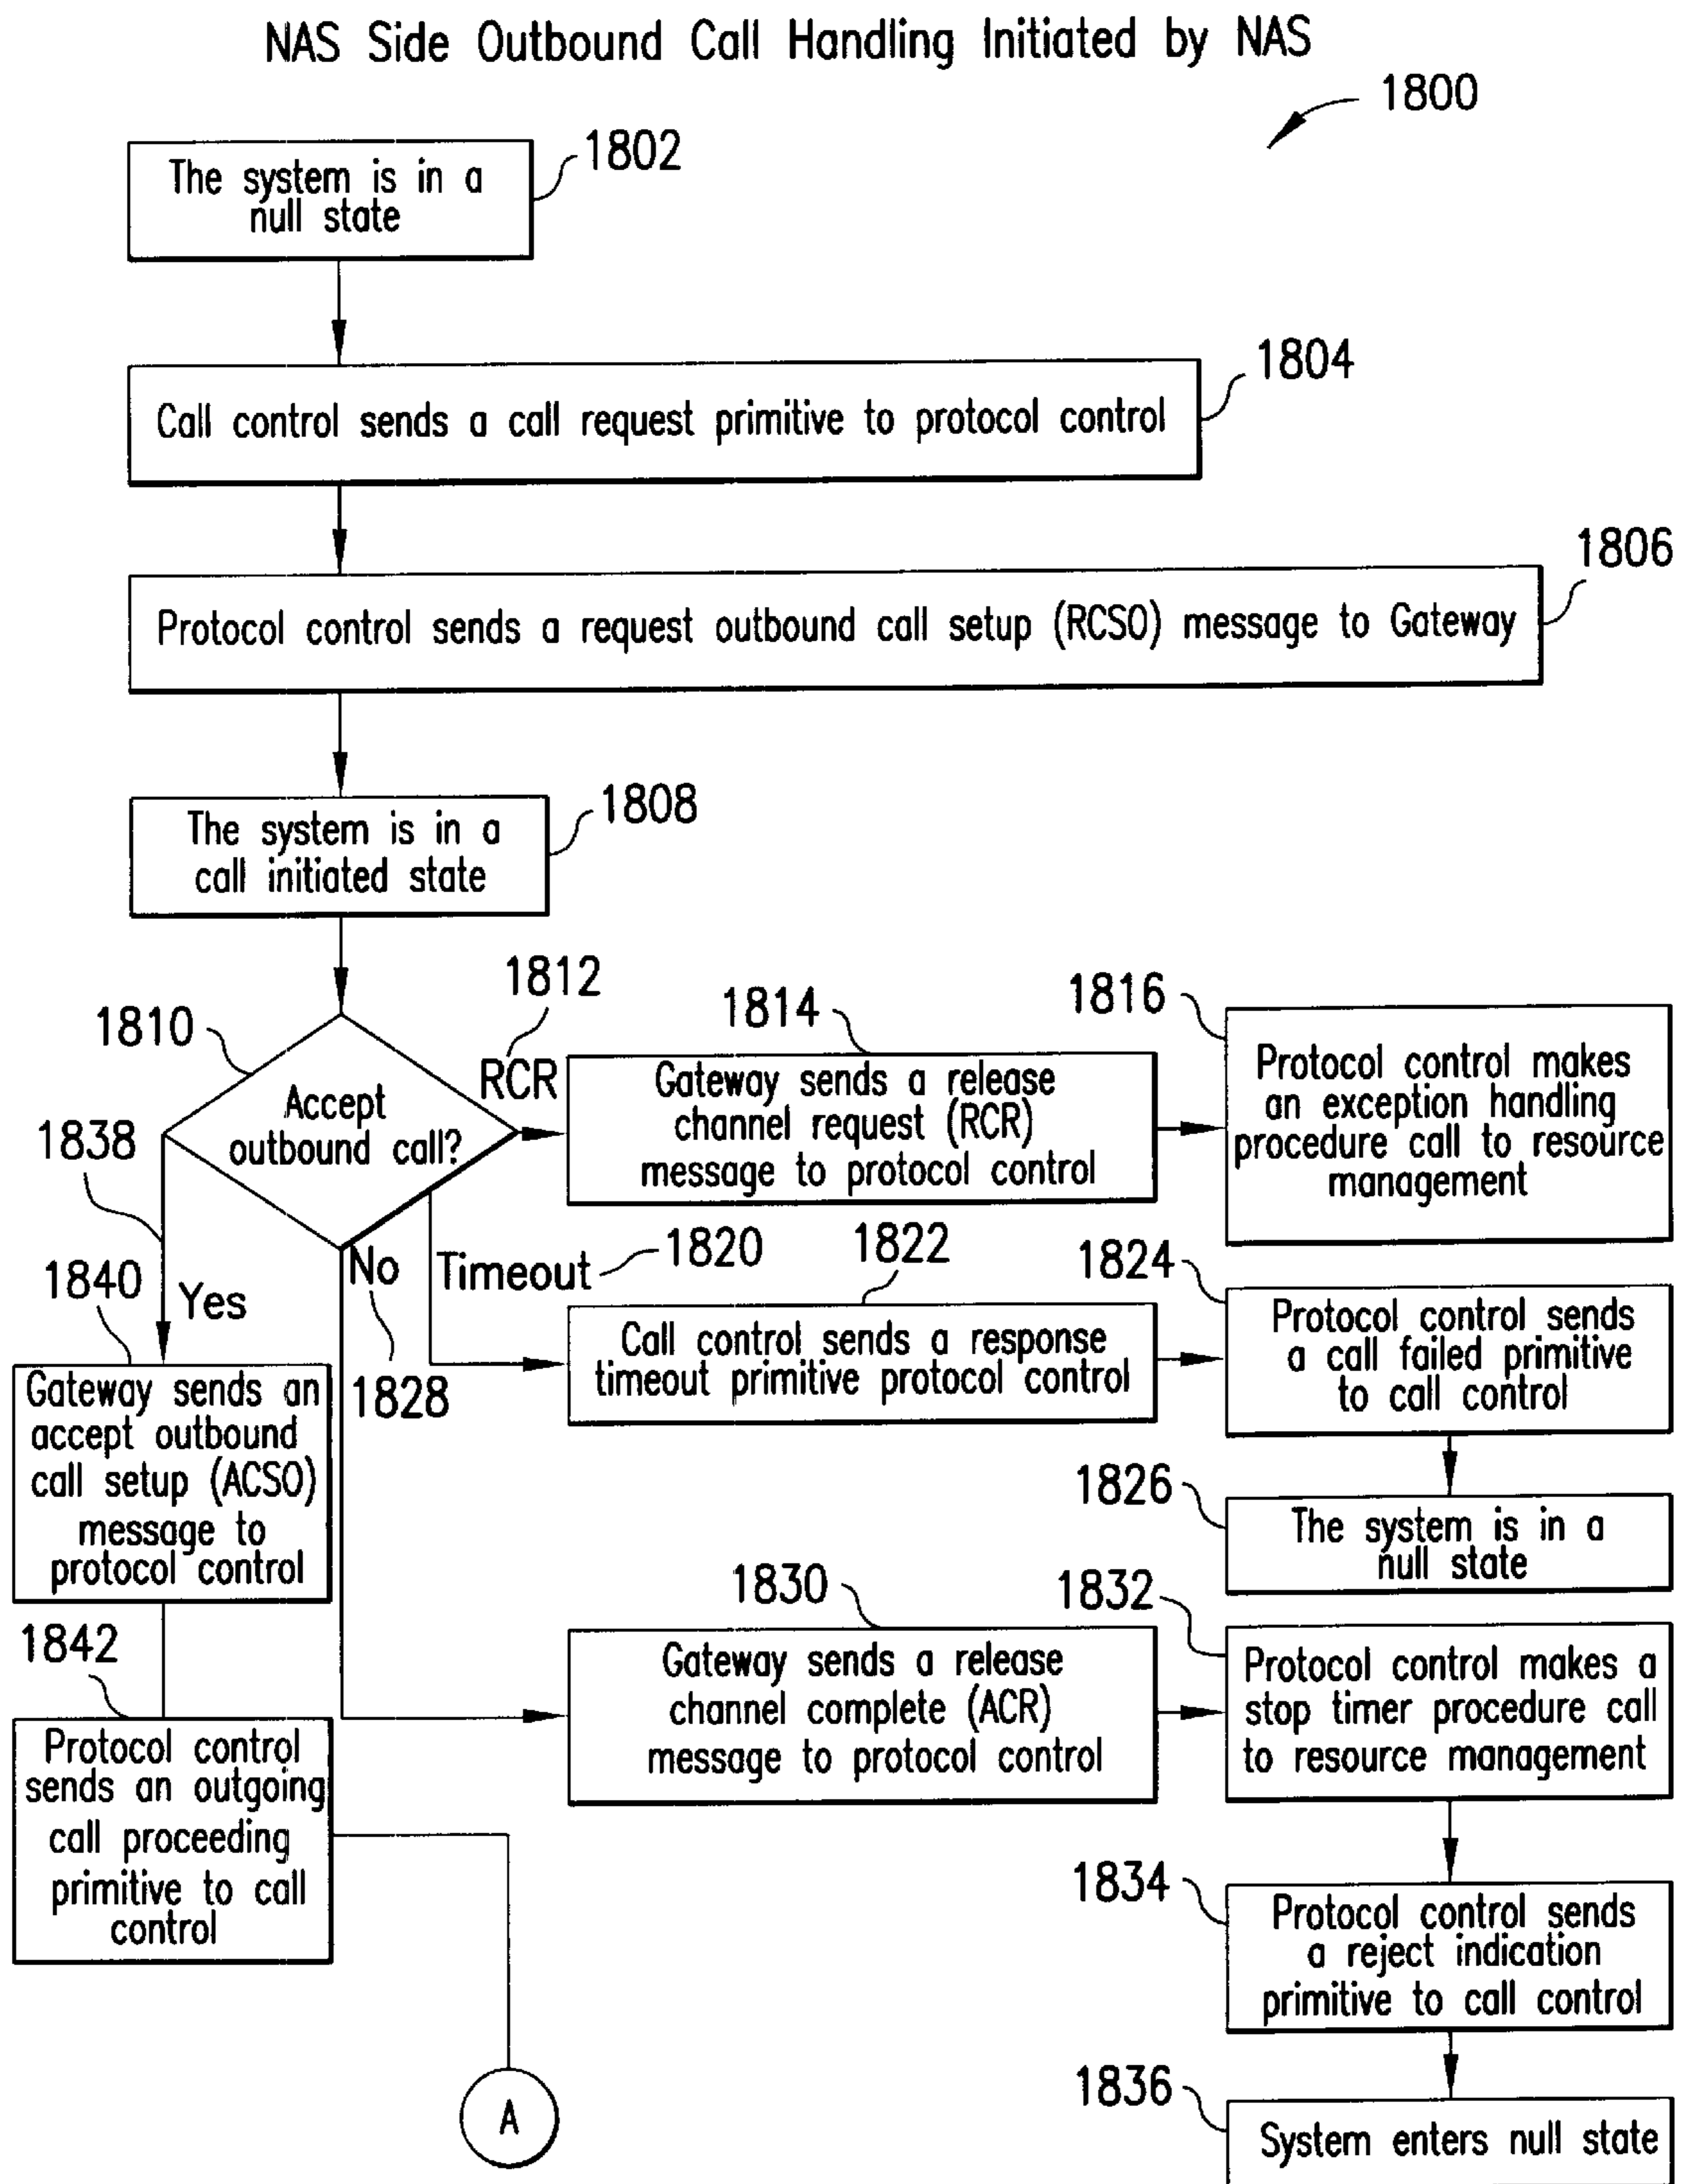 NAS Side Outbound Call Handling Initiated by NAS
1800
1802
The system is in a
null state
1804
Call control sends a call request primitive to protocol control
1806
Protocol control sends a request outbound call setup (RCSO) message to Gateway
1808
The system is in a
call initiated state
1810
Accept
outbound call?
1812
RCR
1814
Gateway sends a release
channel request (RCR)
message to protocol control
1816
Protocol control makes
an exception handling
procedure call to resource
management
Timeout
1820
1822
Call control sends a response
timeout primitive protocol control
1824
Protocol control sends
a call failed primitive
to call control
1826
The system is in a
null state
No
1828
1830
Gateway sends a release
channel complete (ACR)
message to protocol control
1832
Protocol control makes a
stop timer procedure call
to resource management
1834
Protocol control sends
a reject indication
primitive to call control
1836
System enters null state
1838
Yes
1840
Gateway sends an
accept outbound
call setup (ACSO)
message to
protocol control
1842
Protocol control
sends an outgoing
call proceeding
primitive to call
control
A